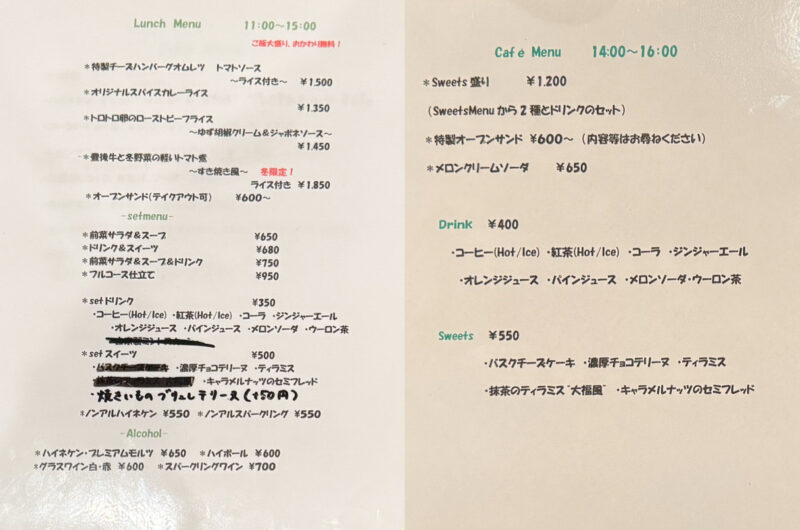 Lunch Menu 11:00～15:00
ご飯大盛り、おかわり無料！
＊特製チーズハンバーグオムレツ トマトソース
～ライス付き～ ￥1.500
＊オリジナルスパイスカレーライス
￥1.350
＊トロトロ卵のローストビーフライス
～ゆず胡椒クリーム＆ジャポネソース～
￥1.450
＊豊後牛と冬野菜の軽いトマト煮
～すき焼き風～ 冬限定！
ライス付き ￥1.850
＊オープンサンド(テイクアウト可) ￥600～
-setmenu-
＊前菜サラダ＆スープ ￥650
＊ドリンク＆スイーツ ￥680
＊前菜サラダ＆スープ＆ドリンク ￥750
＊フルコース仕立て ￥950
＊setドリンク ￥350
・コーヒー(Hot/Ice) ・紅茶(Hot/Ice) ・コーラ ・ジンジャーエール
・オレンジジュース ・パインジュース ・メロンソーダ ・ウーロン茶
＊setスイーツ ￥500
・バスクチーズケーキ ・濃厚チョコテリーヌ ・ティラミス
・キャラメルナッツのセミフレッド
・焼きいものブリュレテリーヌ(+50円)
＊ノンアルハイネケン ￥550 ＊ノンアルスパークリング ￥550
-Alcohol-
＊ハイネケン・プレミアムモルツ ￥650 ＊ハイボール ￥600
＊グラスワイン白・赤 ￥600 ＊スパークリングワイン ￥700
Café Menu 14:00～16:00
＊Sweets盛り ￥1.200
(SweetsMenuから2種とドリンクのセット)
＊特製オープンサンド ￥600～ (内容等はお尋ねください)
＊メロンクリームソーダ ￥650
Drink ￥400
・コーヒー(Hot/Ice) ・紅茶(Hot/Ice) ・コーラ ・ジンジャーエール
・オレンジジュース ・パインジュース ・メロンソーダ・ウーロン茶
Sweets ￥550
・バスクチーズケーキ ・濃厚チョコテリーヌ ・ティラミス
・抹茶のティラミス"大福風" ・キャラメルナッツのセミフレッド